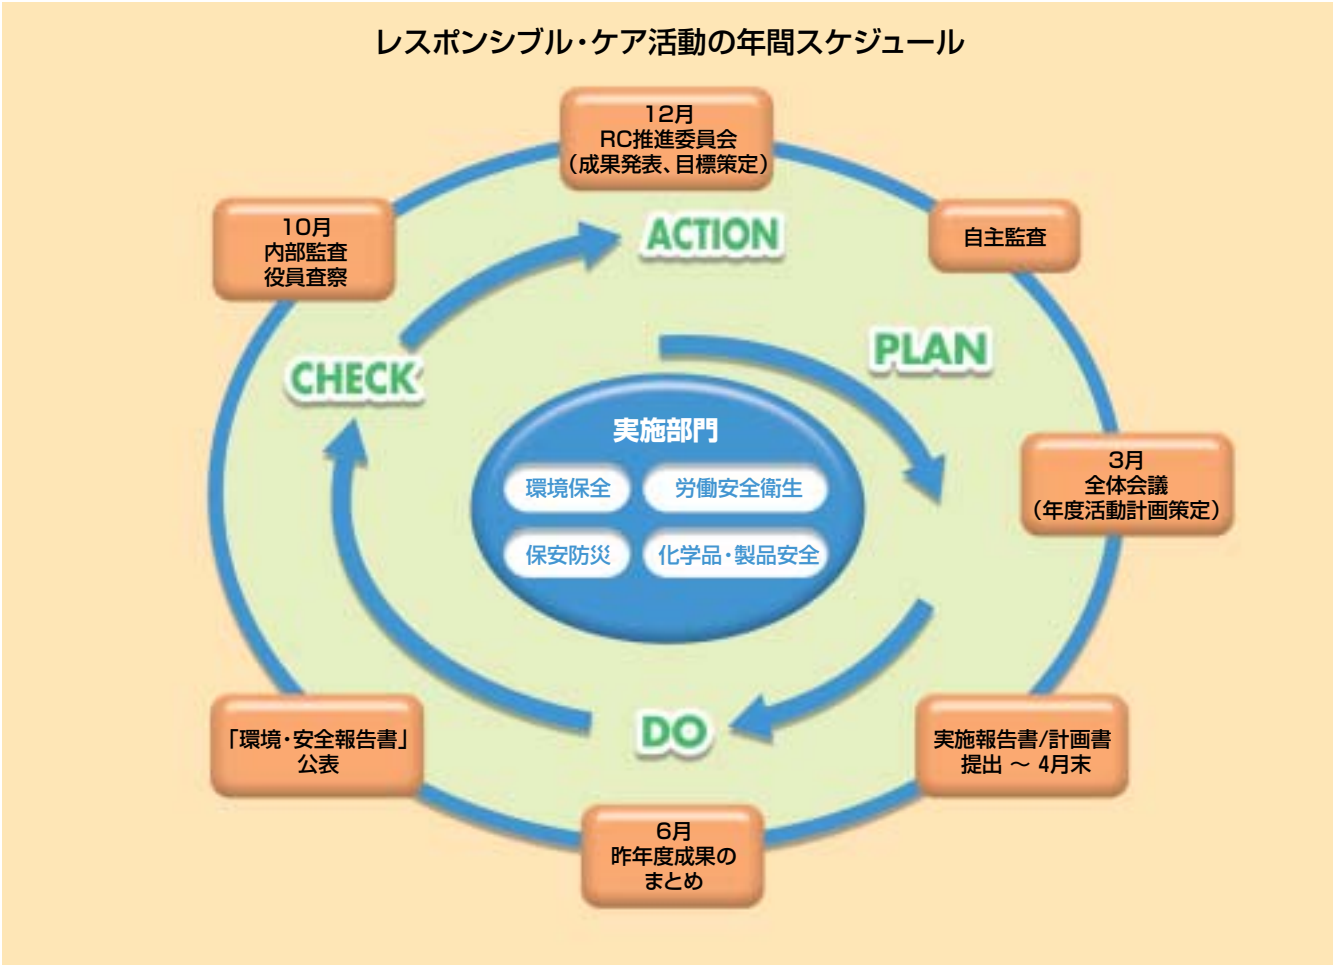 レスポンシブル・ケア活動の年間スケジュール
12月
RC推進委員会
(成果発表、目標策定)
ACTION
自主監査
PLAN
3月
全体会議
(年度活動計画策定)
実施報告書/計画書
提出 ～ 4月末
DO
6月
昨年度成果の
まとめ
「環境・安全報告書」
公表
CHECK
10月
内部監査
役員査察
実施部門
環境保全
労働安全衛生
保安防災
化学品・製品安全